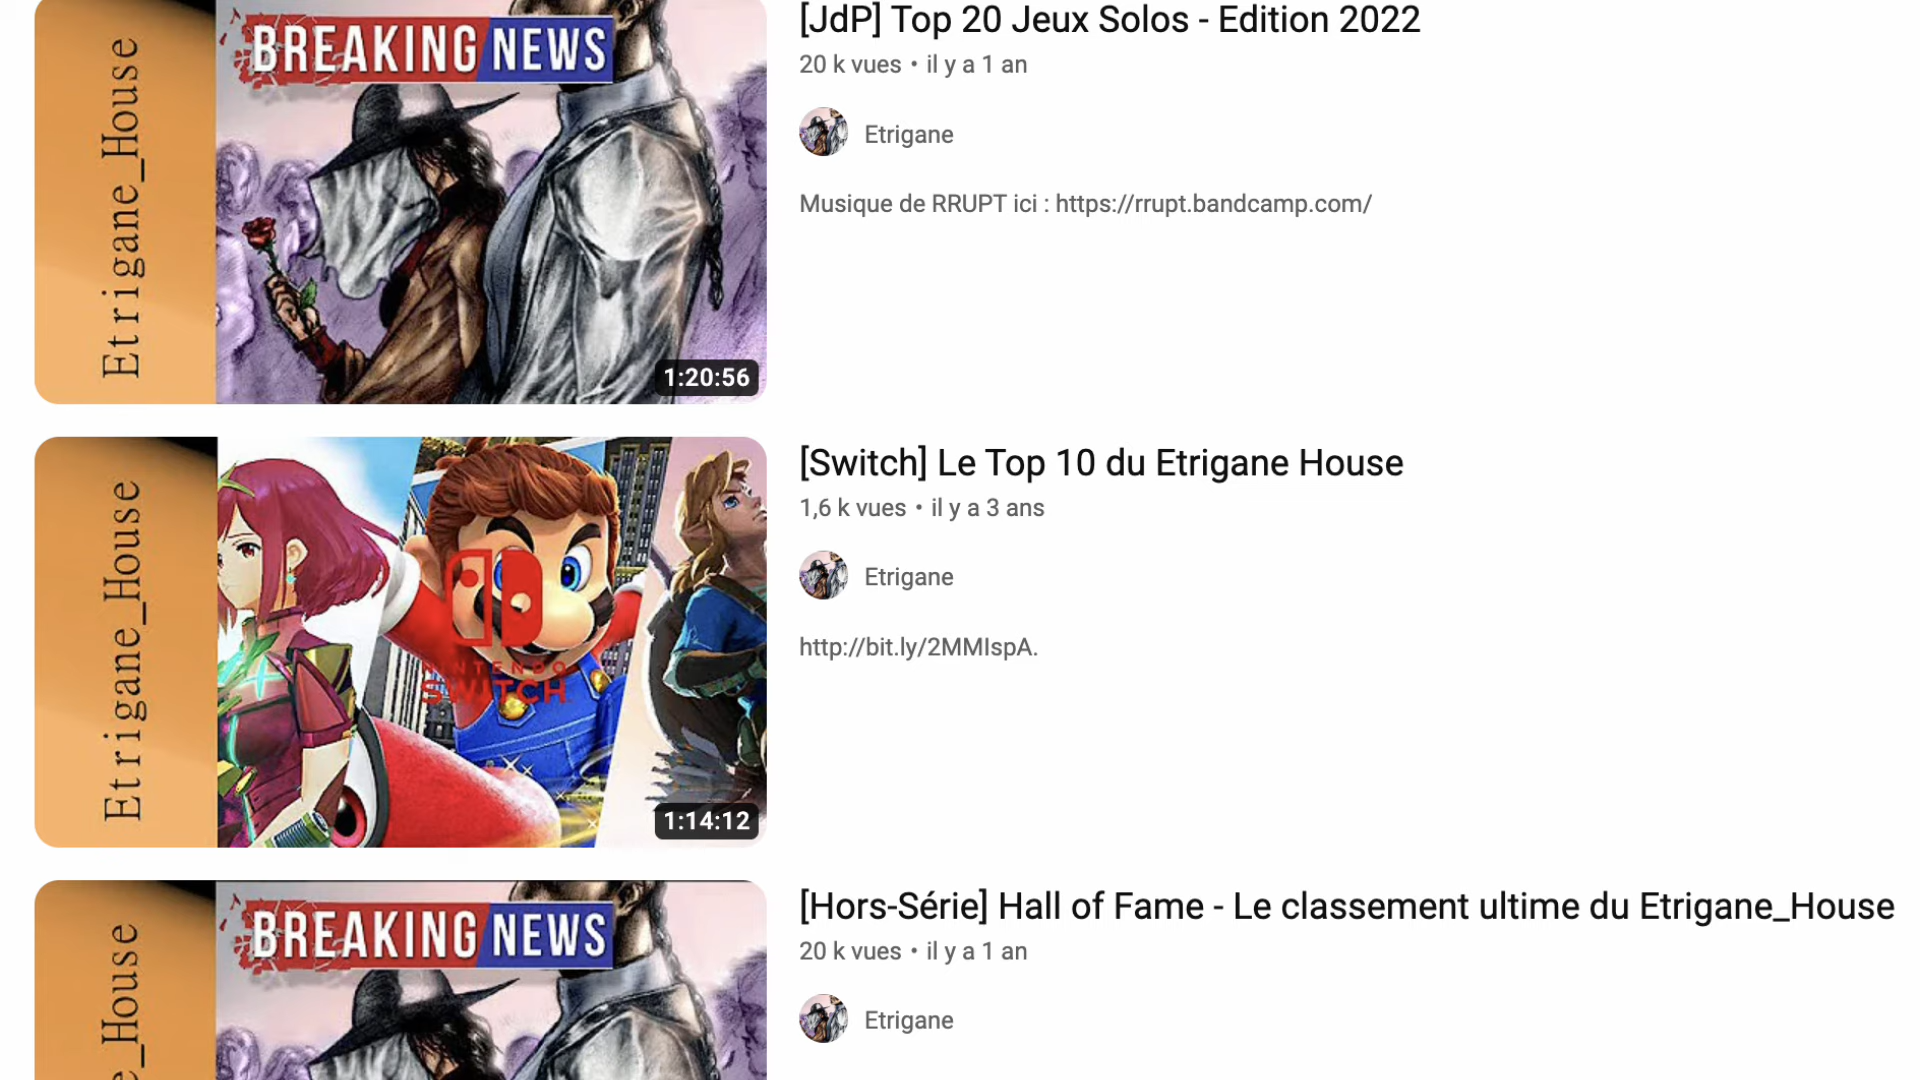 Etrigane_House
BREAKING NEWS
1:20:56
[JdP] Top 20 Jeux Solos - Edition 2022
20 k vues • il y a 1 an
Etrigane
Musique de RRUPT ici : https://rrupt.bandcamp.com/
Etrigane_House
NINTENDO
SWITCH
1:14:12
[Switch] Le Top 10 du Etrigane House
1,6 k vues • il y a 3 ans
Etrigane
http://bit.ly/2MMIspA.
e_House
BREAKING NEWS
[Hors-Série] Hall of Fame - Le classement ultime du Etrigane_House
20 k vues • il y a 1 an
Etrigane